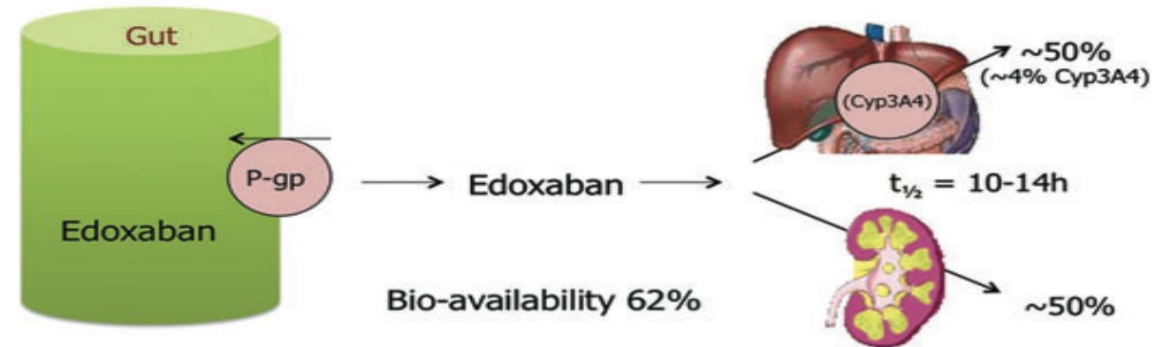 Gut
P-gp
Edoxaban
Edoxaban
Bio-availability 62%
(Cyp3A4)
~50%
(~4% Cyp3A4)
t½ = 10-14h
~50%